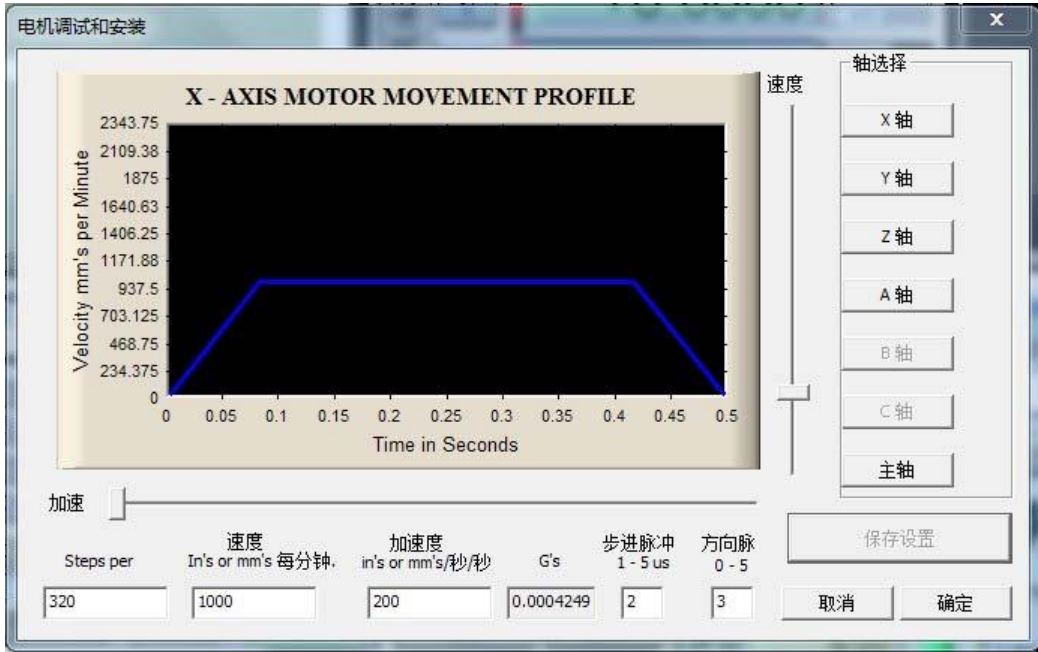 电机调试和安装
x
X - AXIS MOTOR MOVEMENT PROFILE
Velocity mm's per Minute
2343.75
2109.38
1875
1640.63
1406.25
1171.88
937.5
703.125
468.75
234.375
0
0 0.05 0.1 0.15 0.2 0.25 0.3 0.35 0.4 0.45 0.5
Time in Seconds
速度
轴选择
X 轴
Y 轴
Z 轴
A 轴
B 轴
C 轴
主轴
加速
Steps per
速度
In's or mm's 每分钟.
加速度
in's or mm's/秒/秒
G's
步进脉冲
1 - 5 us
方向脉
0 - 5
320
1000
200
0.0004249
2
3
保存设置
取消
确定